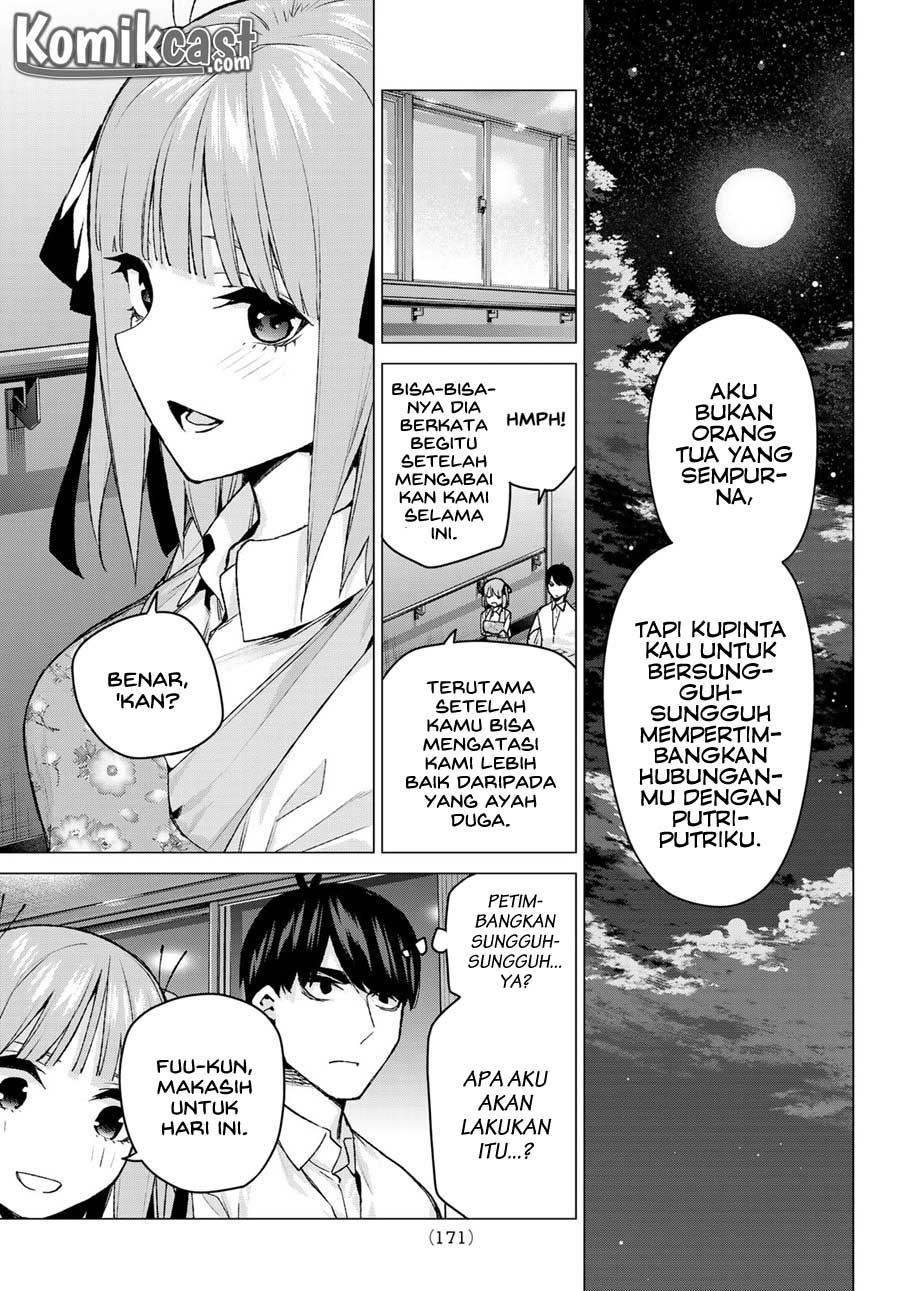 Komikcast
.com
AKU
BUKAN
ORANG
TUA YANG
SEMPUR-
NA,
TAPI KUPINTA
KAU UNTUK
BERSUNG-
GUH-
SUNGGUH
MEMPERTIM-
BANGKAN
HUBUNGAN-
MU DENGAN
PUTRI-
PUTRIKU.
HMPH!
BISA-BISA-
NYA DIA
BERKATA
BEGITU
SETELAH
MENGABAI
KAN KAMI
SELAMA
INI.
TERUTAMA
SETELAH
KAMU BISA
MENGATASI
KAMI LEBIH
BAIK DARIPADA
YANG AYAH
DUGA.
BENAR,
'KAN?
PETIM-
BANGKAN
SUNGGUH-
SUNGGUH...
YA?
APA AKU
AKAN
LAKUKAN
ITU...?
FUU-KUN,
MAKASIH
UNTUK
HARI INI.
(171)